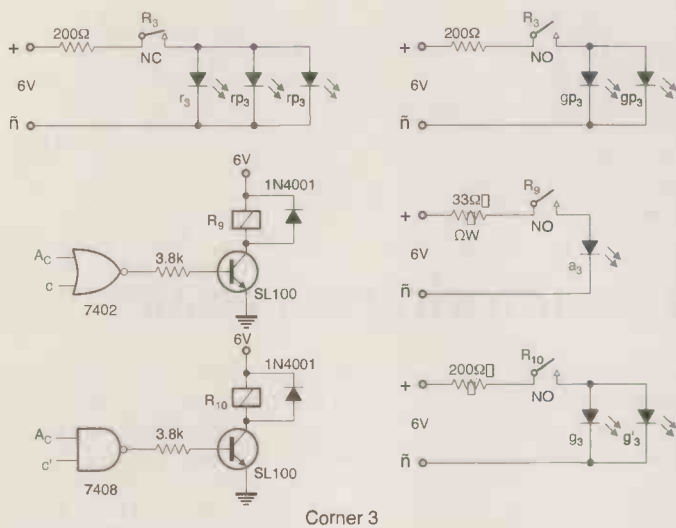 R3 R3
200Ω 200Ω
+ +
NC NO
6V 6V
r3 rp3 rp3 gp3 gp3
ñ ñ
6V
1N4001
R9 R9
33Ω▯
+
NO
6V ΩW
a3
AC 3.8k
c SL100
7402 ñ
6V
1N4001
R10 R10
200Ω▯
+
NO
6V
g3 g'3
AC 3.8k
c' SL100
7408 ñ
Corner 3